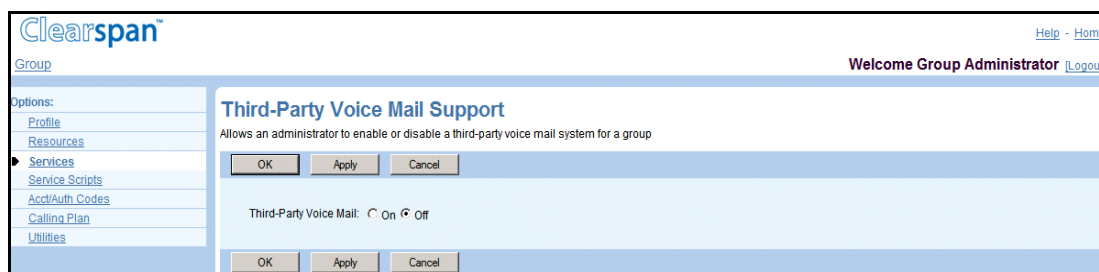 Clearspan™
Help - Hom
Group
Welcome Group Administrator [Logou
Options:
Profile
Resources
Services
Service Scripts
Acct/Auth Codes
Calling Plan
Utilities
Third-Party Voice Mail Support
Allows an administrator to enable or disable a third-party voice mail system for a group
OK Apply Cancel
Third-Party Voice Mail: On Off
OK Apply Cancel